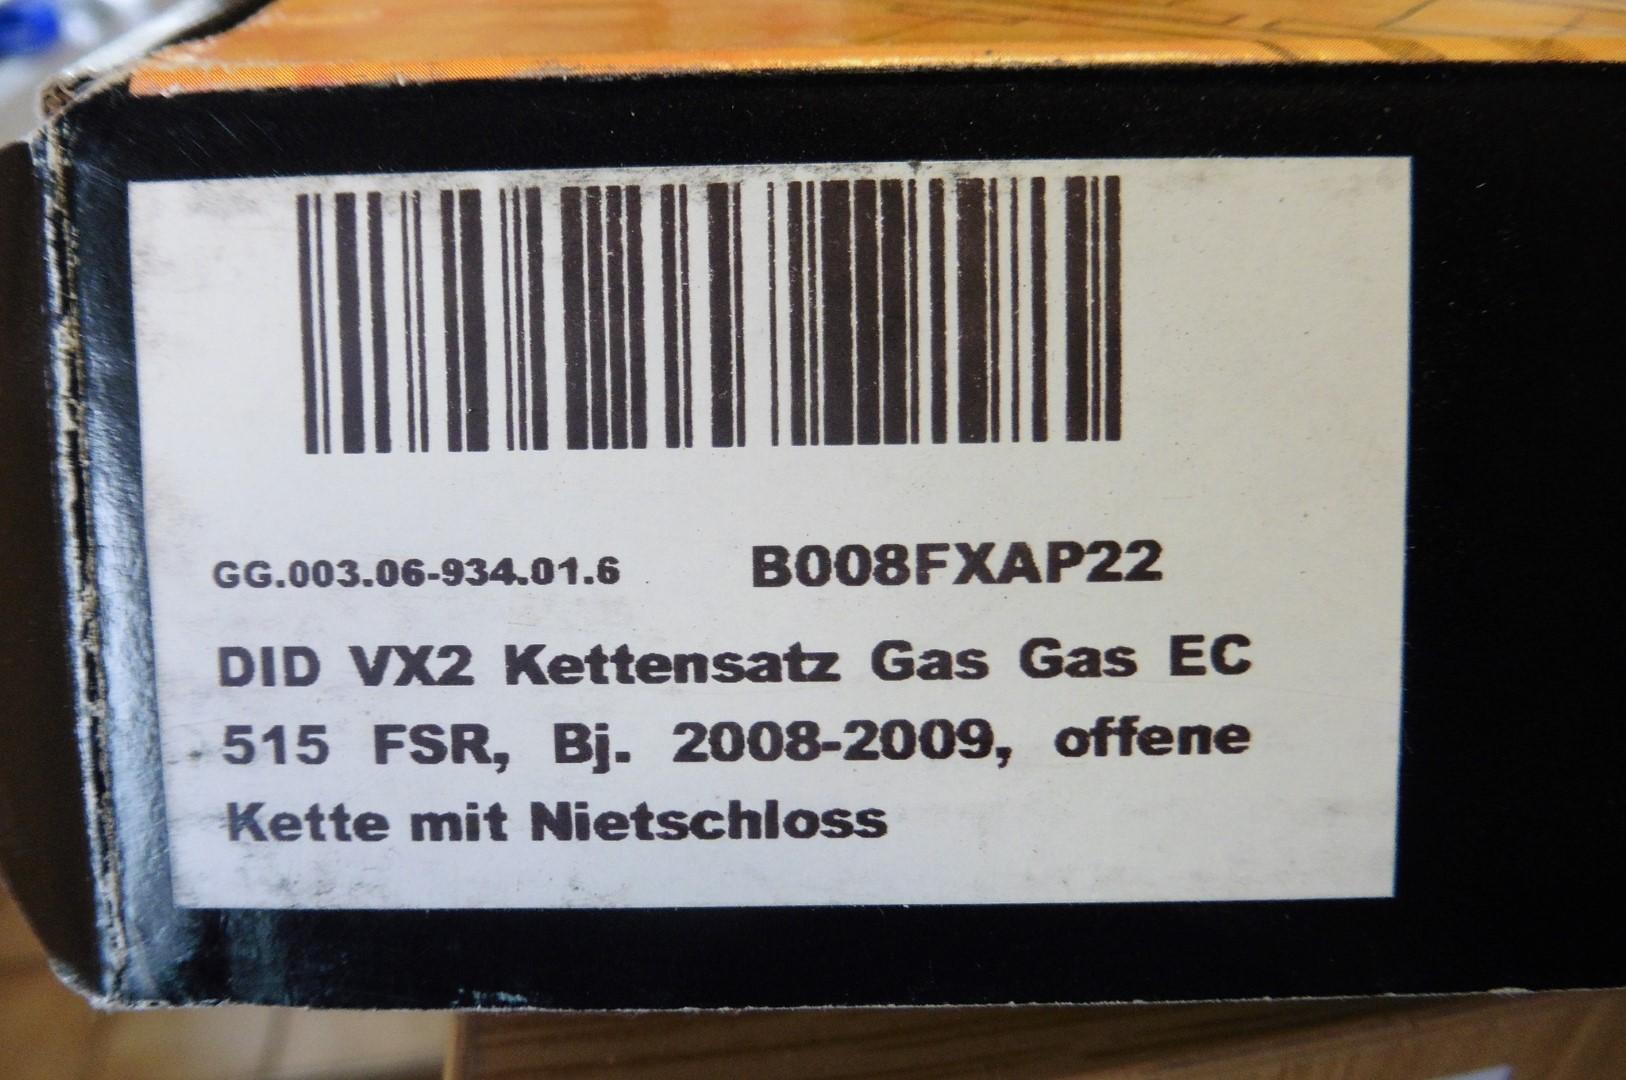 GG.003.06-934.01.6 B008FXAP22
DID VX2 Kettensatz Gas Gas EC
515 FSR, Bj. 2008-2009, offene
Kette mit Nietschloss